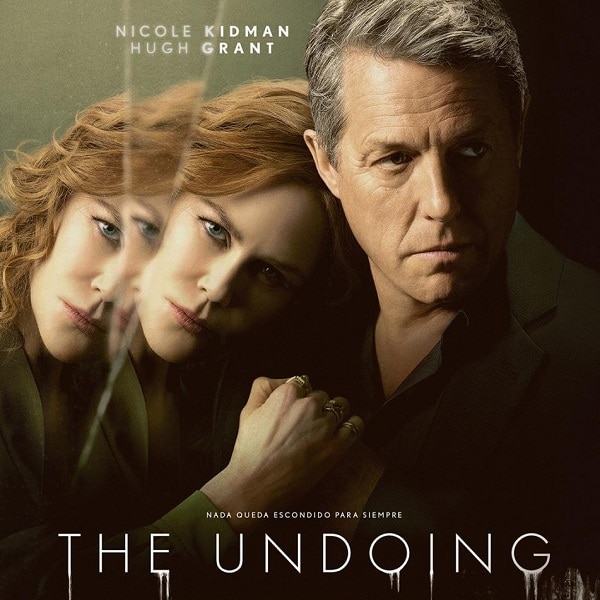 NICOLE KIDMAN
HUGH GRANT
NADA QUEDA ESCONDIDO PARA SIEMPRE
THE UNDOING